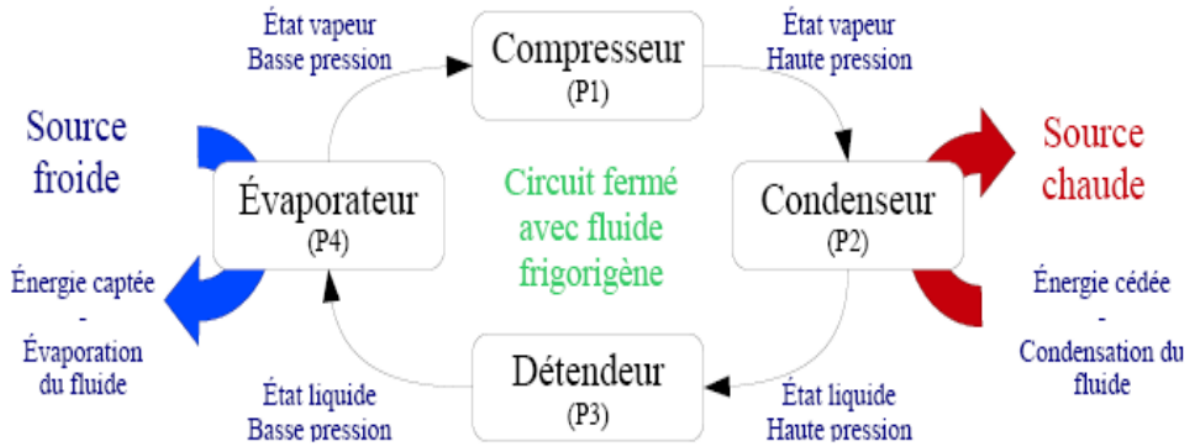 État vapeur
Basse pression
Compresseur
(P1)
État vapeur
Haute pression
Source
froide
Évaporateur
(P4)
Circuit fermé
avec fluide
frigorigène
Condenseur
(P2)
Source
chaude
Énergie captée
-
Évaporation
du fluide
Énergie cédée
-
Condensation du
fluide
État liquide
Basse pression
Détendeur
(P3)
État liquide
Haute pression